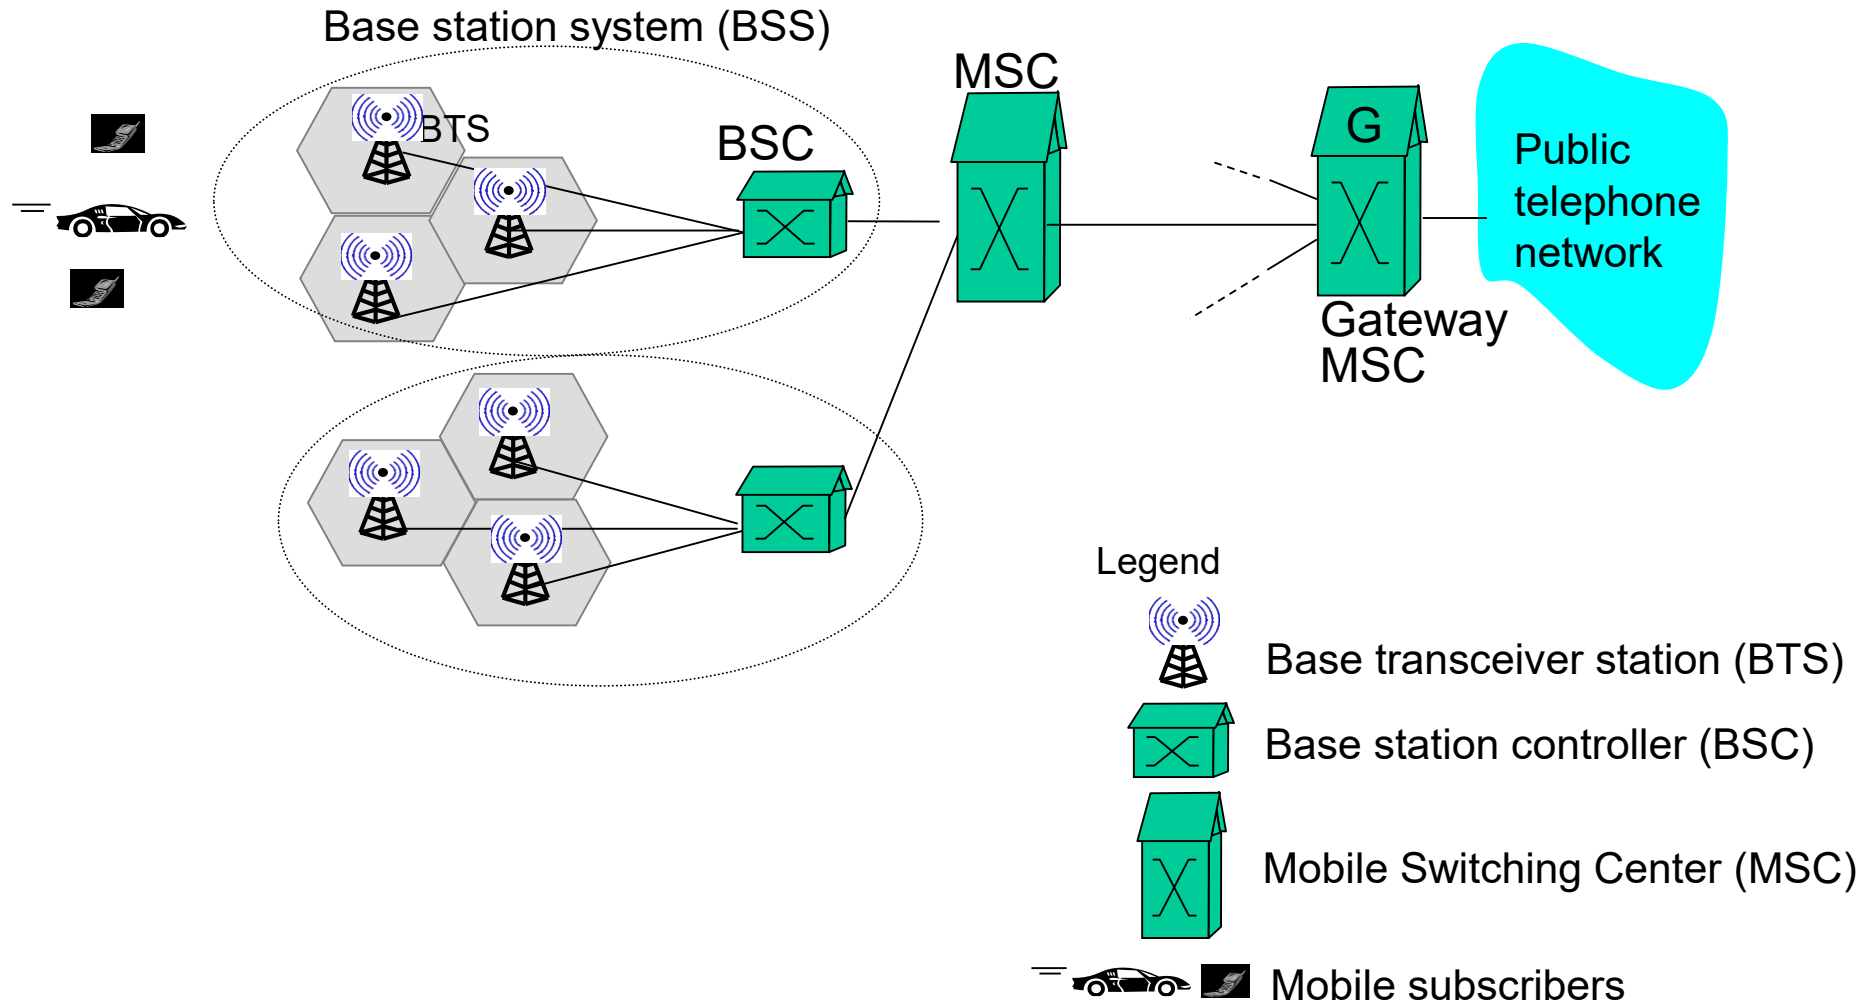 Base station system (BSS)
MSC
BTS
BSC
G
Public
telephone
network
Gateway
MSC
Legend
Base transceiver station (BTS)
Base station controller (BSC)
Mobile Switching Center (MSC)
Mobile subscribers